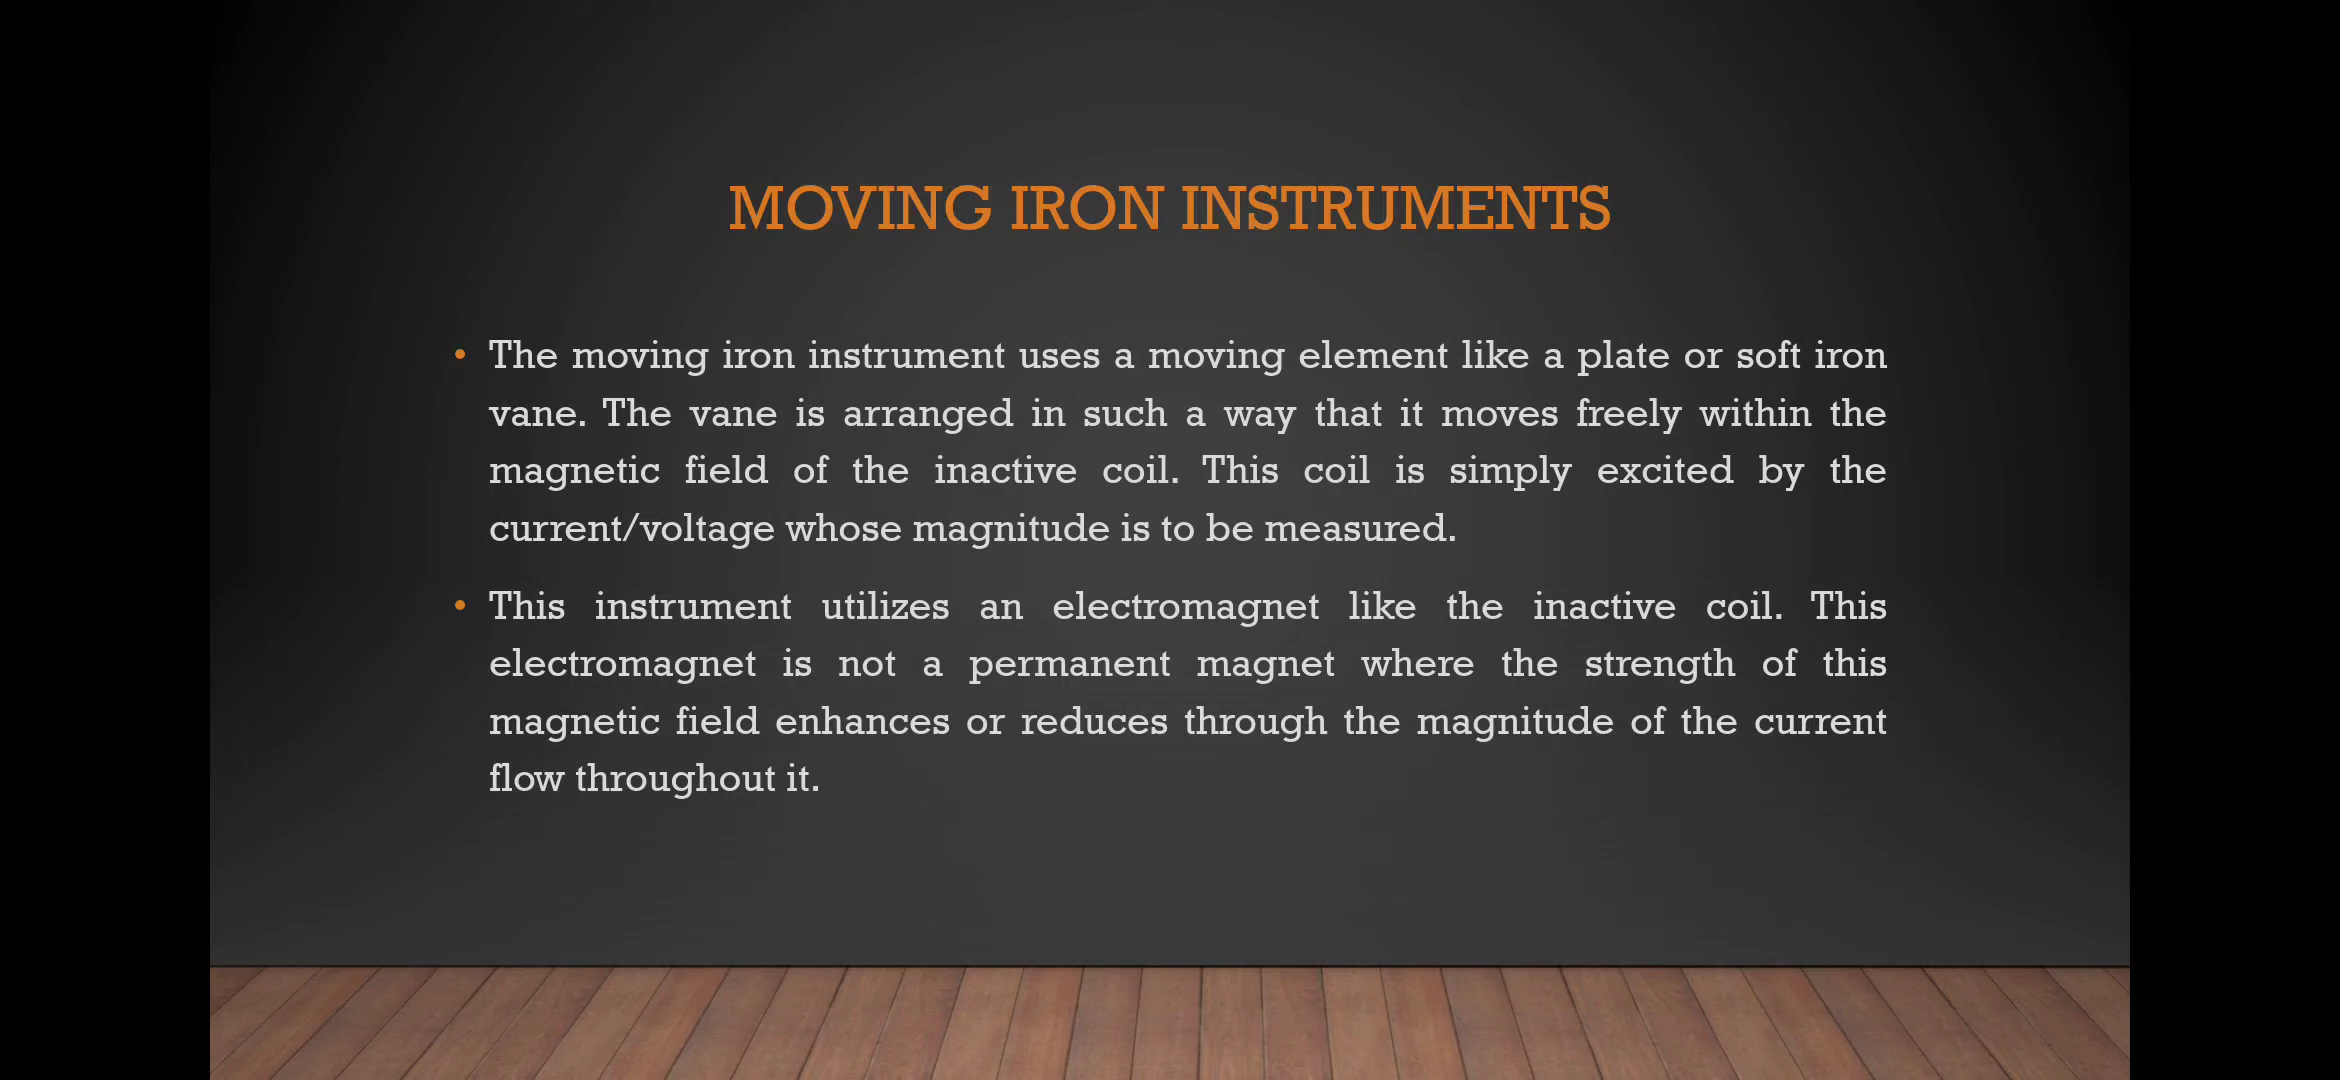 MOVING IRON INSTRUMENTS
• The moving iron instrument uses a moving element like a plate or soft iron
vane. The vane is arranged in such a way that it moves freely within the
magnetic field of the inactive coil. This coil is simply excited by the
current/voltage whose magnitude is to be measured.
• This instrument utilizes an electromagnet like the inactive coil. This
electromagnet is not a permanent magnet where the strength of this
magnetic field enhances or reduces through the magnitude of the current
flow throughout it.